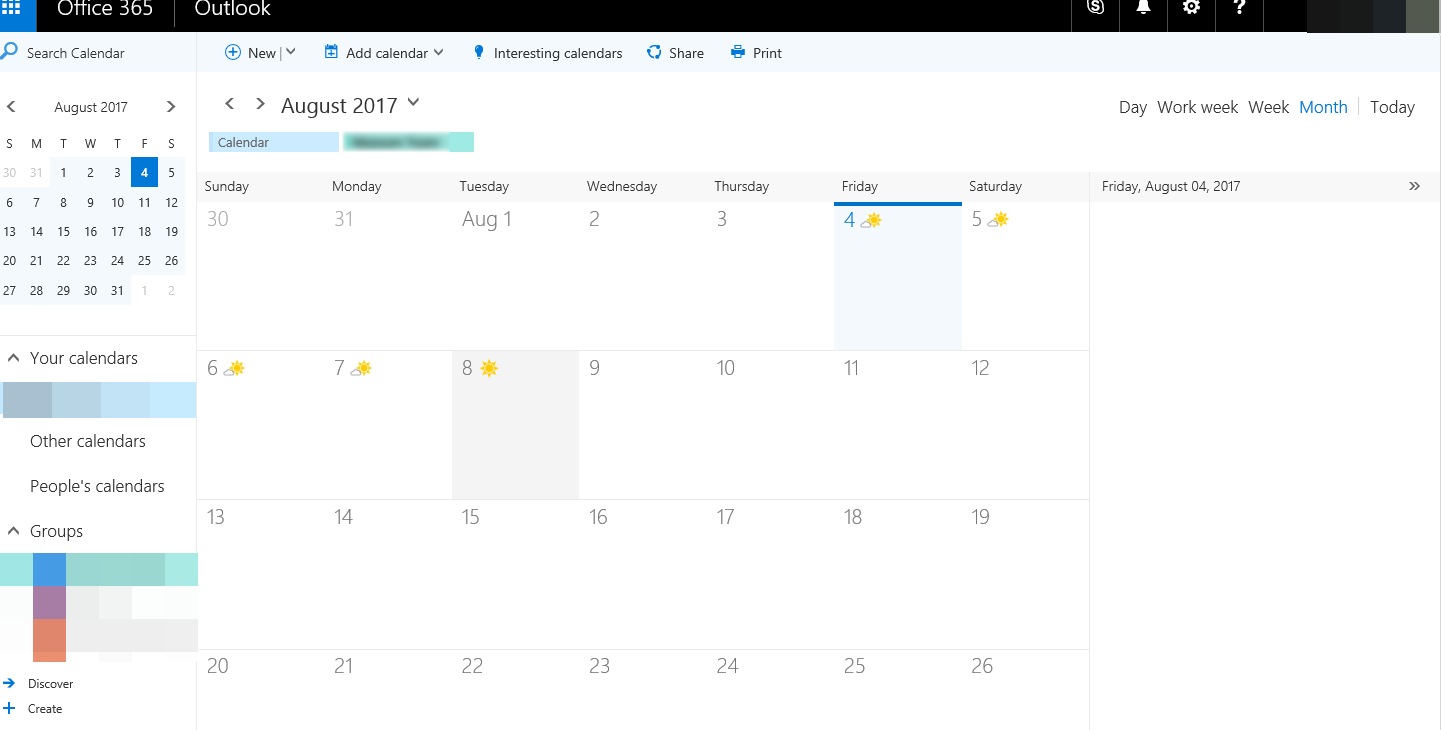 Office 365 Outlook
Search Calendar New Add calendar Interesting calendars Share Print
August 2017
S M T W T F S
30 31 1 2 3 4 5
6 7 8 9 10 11 12
13 14 15 16 17 18 19
20 21 22 23 24 25 26
27 28 29 30 31 1 2
Your calendars
Other calendars
People's calendars
Groups
Discover
Create
August 2017 Day Work week Week Month Today
Calendar
Sunday Monday Tuesday Wednesday Thursday Friday Saturday Friday, August 04, 2017
30 31 Aug 1 2 3 4 5
6 7 8 9 10 11 12
13 14 15 16 17 18 19
20 21 22 23 24 25 26